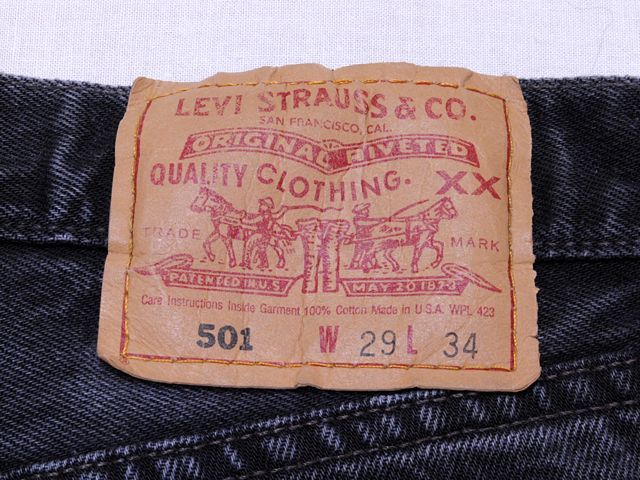 LEVI STRAUSS & CO.
SAN FRANCISCO, CAL.
ORIGINAL RIVETED
QUALITY CLOTHING. XX
TRADE MARK
PATENTED IN U.S. MAY 20 1873
Care Instructions Inside Garment 100% Cotton Made in U.S.A. WPL 423
501 W 29 L 34